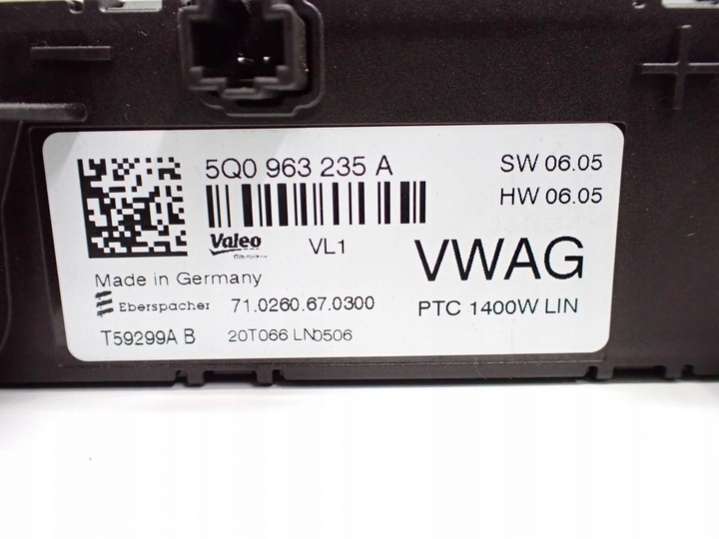 5Q0 963 235 A
SW 06.05
HW 06.05
Valeo VL1
VWAG
Made in Germany
Eberspächer 71.0260.67.0300
PTC 1400W LIN
T59299A B 20T066 LN0506
+